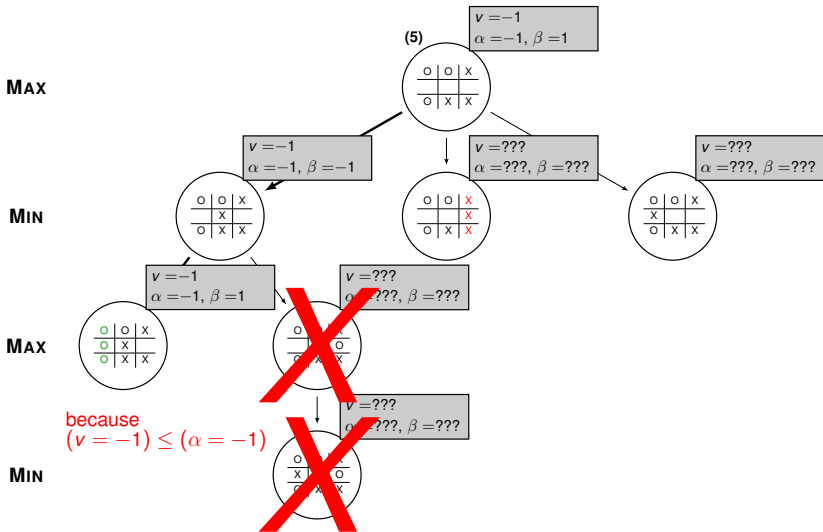 v = −1
α = −1, β = 1
(5)
O O X
O X X
MAX
v = −1
α = −1, β = −1
v = ???
α = ???, β = ???
v = ???
α = ???, β = ???
O O X
X
O X X
O O X
X
O X X
O O X
X
O X X
MIN
v = −1
α = −1, β = 1
v = ???
α = ???, β = ???
O O X
O X
O X X
O
MAX
because
(v = −1) ≤ (α = −1)
v = ???
α = ???, β = ???
X O
MIN